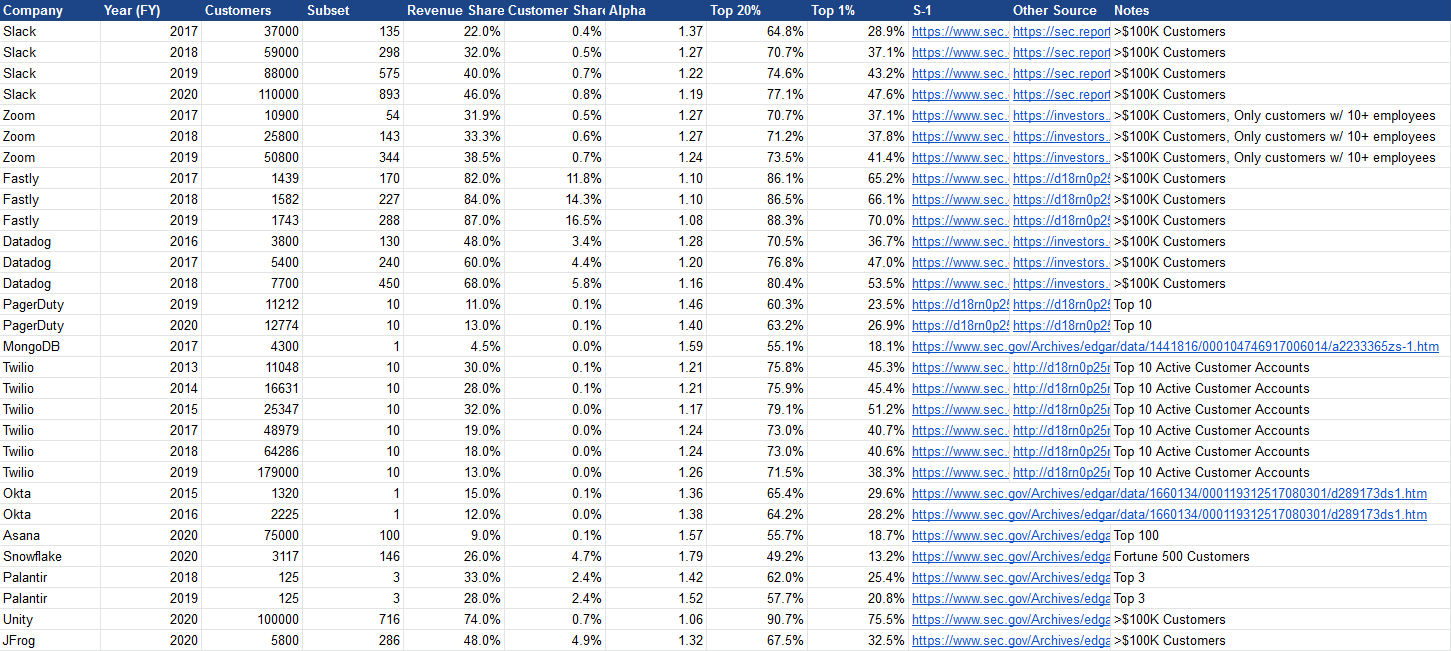 Company Year (FY) Customers Subset Revenue Share Customer Share Alpha Top 20% Top 1% S-1 Other Source Notes
Slack 2017 37000 135 22.0% 0.4% 1.37 64.8% 28.9% https://www.sec. https://sec.report >$100K Customers
Slack 2018 59000 298 32.0% 0.5% 1.27 70.7% 37.1% https://www.sec. https://sec.report >$100K Customers
Slack 2019 88000 575 40.0% 0.7% 1.22 74.6% 43.2% https://www.sec. https://sec.report >$100K Customers
Slack 2020 110000 893 46.0% 0.8% 1.19 77.1% 47.6% https://www.sec. https://sec.report >$100K Customers
Zoom 2017 10900 54 31.9% 0.5% 1.27 70.7% 37.1% https://www.sec. https://investors. >$100K Customers, Only customers w/ 10+ employees
Zoom 2018 25800 143 33.3% 0.6% 1.27 71.2% 37.8% https://www.sec. https://investors. >$100K Customers, Only customers w/ 10+ employees
Zoom 2019 50800 344 38.5% 0.7% 1.24 73.5% 41.4% https://www.sec. https://investors. >$100K Customers, Only customers w/ 10+ employees
Fastly 2017 1439 170 82.0% 11.8% 1.10 86.1% 65.2% https://www.sec. https://d18rn0p25 >$100K Customers
Fastly 2018 1582 227 84.0% 14.3% 1.10 86.5% 66.1% https://www.sec. https://d18rn0p25 >$100K Customers
Fastly 2019 1743 288 87.0% 16.5% 1.08 88.3% 70.0% https://www.sec. https://d18rn0p25 >$100K Customers
Datadog 2016 3800 130 48.0% 3.4% 1.28 70.5% 36.7% https://www.sec. https://investors. >$100K Customers
Datadog 2017 5400 240 60.0% 4.4% 1.20 76.8% 47.0% https://www.sec. https://investors. >$100K Customers
Datadog 2018 7700 450 68.0% 5.8% 1.16 80.4% 53.5% https://www.sec. https://investors. >$100K Customers
PagerDuty 2019 11212 10 11.0% 0.1% 1.46 60.3% 23.5% https://d18rn0p25 https://d18rn0p25 Top 10
PagerDuty 2020 12774 10 13.0% 0.1% 1.40 63.2% 26.9% https://d18rn0p25 https://d18rn0p25 Top 10
MongoDB 2017 4300 1 4.5% 0.0% 1.59 55.1% 18.1% https://www.sec.gov/Archives/edgar/data/1441816/000104746917006014/a2233365zs-1.htm
Twilio 2013 11048 10 30.0% 0.1% 1.21 75.8% 45.3% https://www.sec. http://d18rn0p25r Top 10 Active Customer Accounts
Twilio 2014 16631 10 28.0% 0.1% 1.21 75.9% 45.4% https://www.sec. http://d18rn0p25r Top 10 Active Customer Accounts
Twilio 2015 25347 10 32.0% 0.0% 1.17 79.1% 51.2% https://www.sec. http://d18rn0p25r Top 10 Active Customer Accounts
Twilio 2017 48979 10 19.0% 0.0% 1.24 73.0% 40.7% https://www.sec. http://d18rn0p25r Top 10 Active Customer Accounts
Twilio 2018 64286 10 18.0% 0.0% 1.24 73.0% 40.6% https://www.sec. http://d18rn0p25r Top 10 Active Customer Accounts
Twilio 2019 179000 10 13.0% 0.0% 1.26 71.5% 38.3% https://www.sec. http://d18rn0p25r Top 10 Active Customer Accounts
Okta 2015 1320 1 15.0% 0.1% 1.36 65.4% 29.6% https://www.sec.gov/Archives/edgar/data/1660134/000119312517080301/d289173ds1.htm
Okta 2016 2225 1 12.0% 0.0% 1.38 64.2% 28.2% https://www.sec.gov/Archives/edgar/data/1660134/000119312517080301/d289173ds1.htm
Asana 2020 75000 100 9.0% 0.1% 1.57 55.7% 18.7% https://www.sec.gov/Archives/edga Top 100
Snowflake 2020 3117 146 26.0% 4.7% 1.79 49.2% 13.2% https://www.sec.gov/Archives/edga Fortune 500 Customers
Palantir 2018 125 3 33.0% 2.4% 1.42 62.0% 25.4% https://www.sec.gov/Archives/edga Top 3
Palantir 2019 125 3 28.0% 2.4% 1.52 57.7% 20.8% https://www.sec.gov/Archives/edga Top 3
Unity 2020 100000 716 74.0% 0.7% 1.06 90.7% 75.5% https://www.sec.gov/Archives/edga >$100K Customers
JFrog 2020 5800 286 48.0% 4.9% 1.32 67.5% 32.5% https://www.sec.gov/Archives/edga >$100K Customers